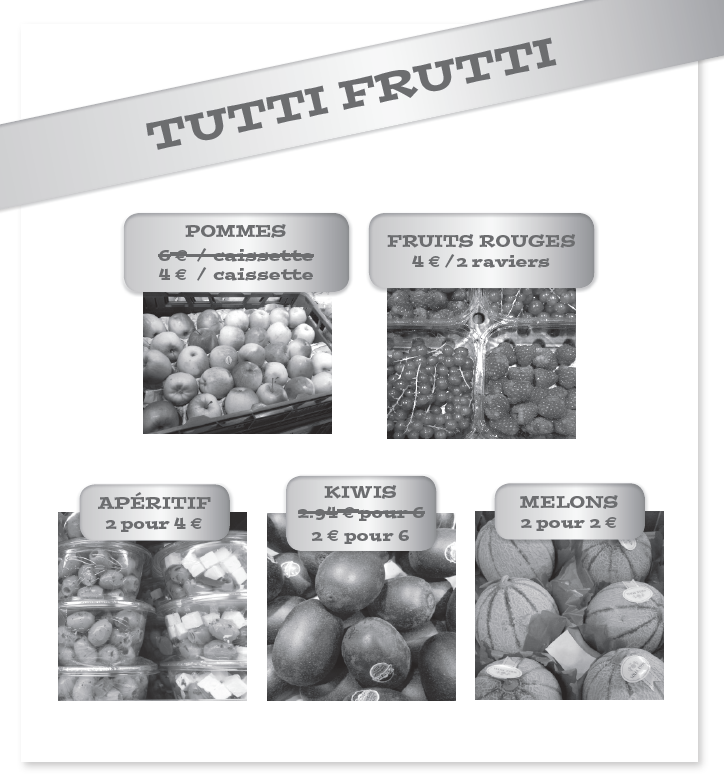 TUTTI FRUTTI
POMMES
6 € / caissette
4 € / caissette
FRUITS ROUGES
4 € / 2 raviers
APÉRITIF
2 pour 4 €
KIWIS
2.94 € pour 6
2 € pour 6
MELONS
2 pour 2 €